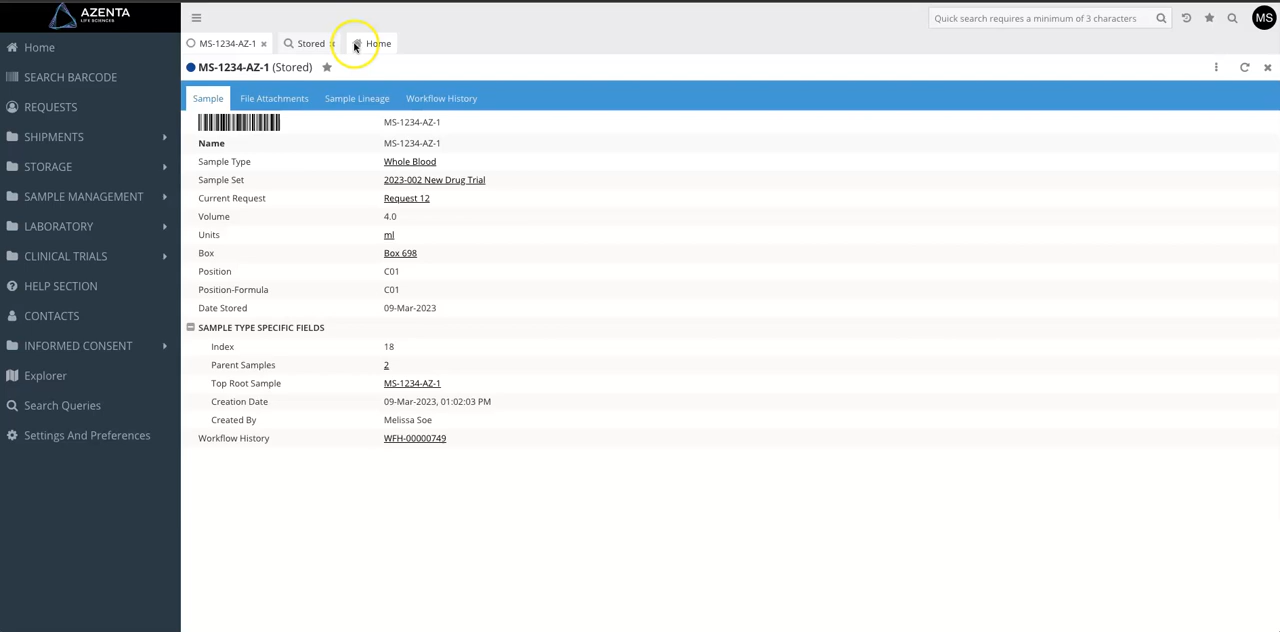 AZENTA
LIFE SCIENCES
Quick search requires a minimum of 3 characters
MS
Home
SEARCH BARCODE
REQUESTS
SHIPMENTS
STORAGE
SAMPLE MANAGEMENT
LABORATORY
CLINICAL TRIALS
HELP SECTION
CONTACTS
INFORMED CONSENT
Explorer
Search Queries
Settings And Preferences
MS-1234-AZ-1 Stored Home
MS-1234-AZ-1 (Stored)
Sample File Attachments Sample Lineage Workflow History
MS-1234-AZ-1
Name MS-1234-AZ-1
Sample Type Whole Blood
Sample Set 2023-002 New Drug Trial
Current Request Request 12
Volume 4.0
Units ml
Box Box 698
Position C01
Position-Formula C01
Date Stored 09-Mar-2023
SAMPLE TYPE SPECIFIC FIELDS
Index 18
Parent Samples 2
Top Root Sample MS-1234-AZ-1
Creation Date 09-Mar-2023, 01:02:03 PM
Created By Melissa Soe
Workflow History WFH-00000749